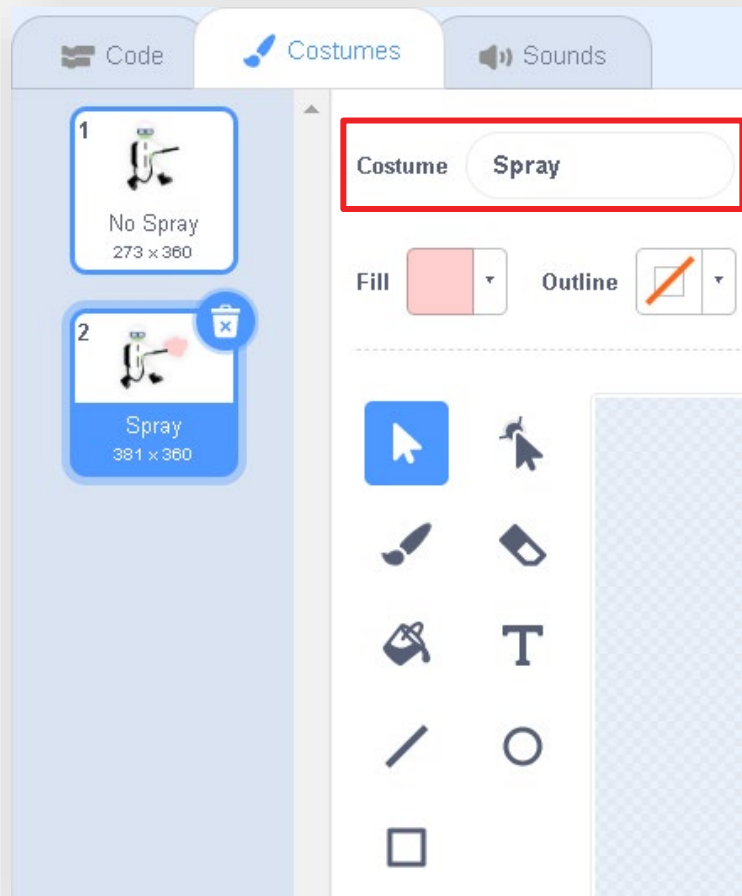 Code Costumes Sounds
1
No Spray
273 x 360
2
Spray
381 x 360
Costume Spray
Fill Outline
T